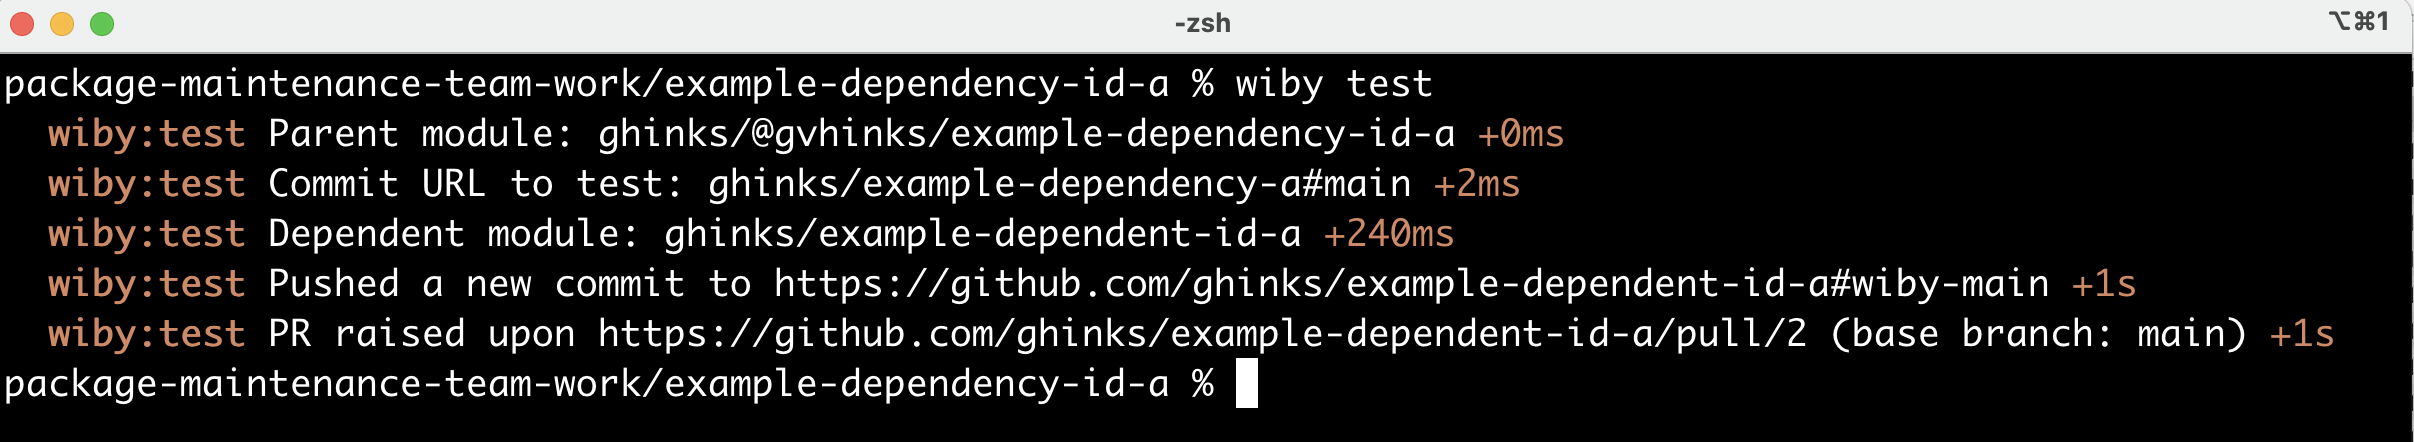 -zsh
⌥⌘1
package-maintenance-team-work/example-dependency-id-a % wiby test
wiby:test Parent module: ghinks/@gvhinks/example-dependency-id-a +0ms
wiby:test Commit URL to test: ghinks/example-dependency-a#main +2ms
wiby:test Dependent module: ghinks/example-dependent-id-a +240ms
wiby:test Pushed a new commit to https://github.com/ghinks/example-dependent-id-a#wiby-main +1s
wiby:test PR raised upon https://github.com/ghinks/example-dependent-id-a/pull/2 (base branch: main) +1s
package-maintenance-team-work/example-dependency-id-a %